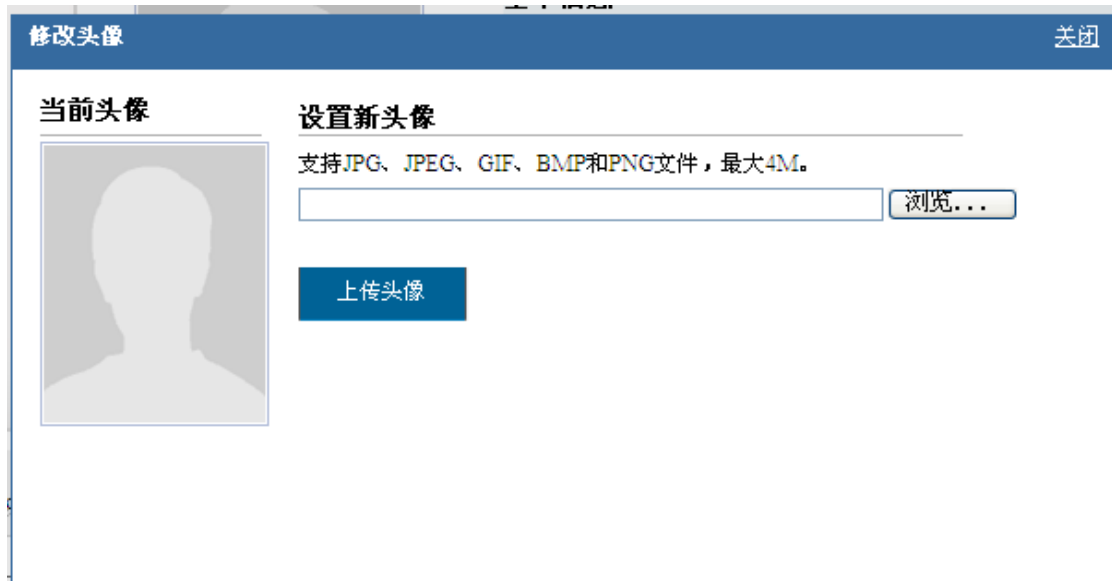 修改头像
关闭
当前头像
设置新头像
支持JPG、JPEG、GIF、BMP和PNG文件，最大4M。
浏览...
上传头像